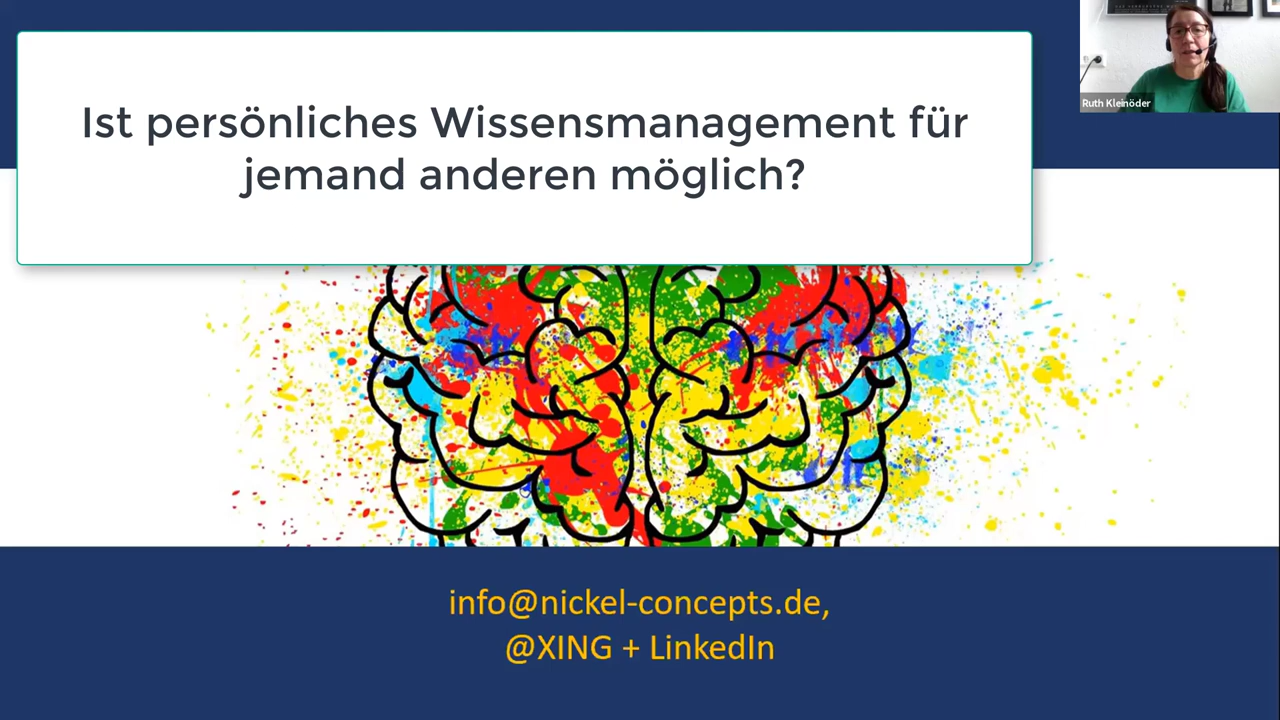 Ist persönliches Wissensmanagement für
jemand anderen möglich?
Ruth Kleinöder
info@nickel-concepts.de,
@XING + LinkedIn